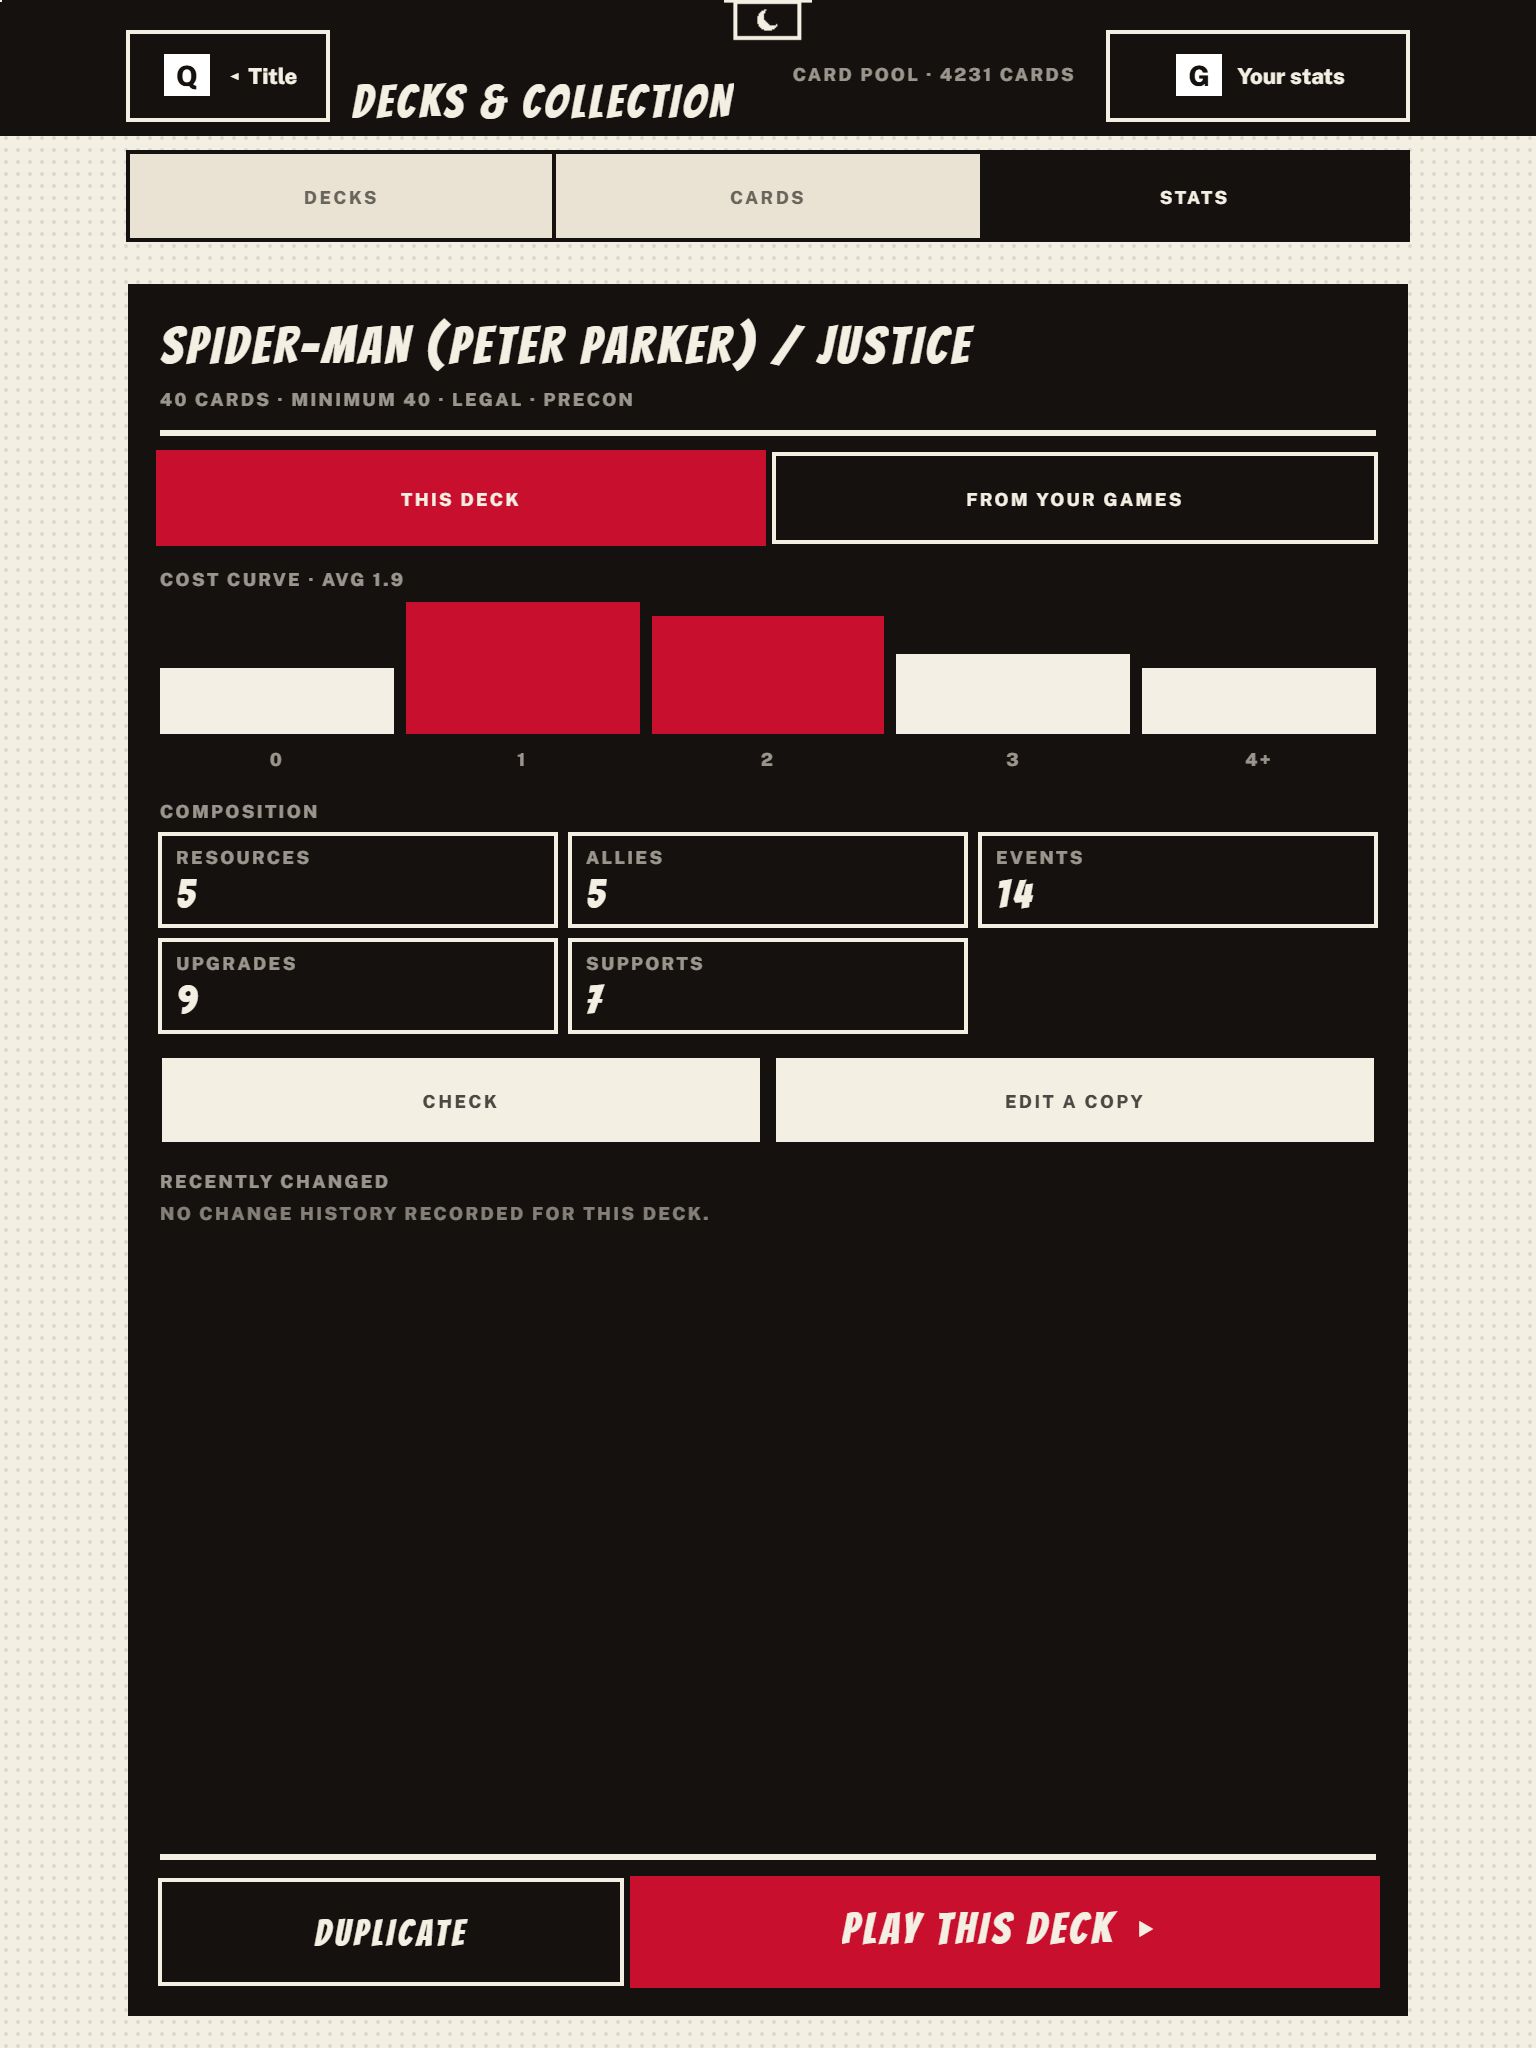 Q ◂ Title
DECKS & COLLECTION
CARD POOL · 4231 CARDS
G Your stats
DECKS
CARDS
STATS
SPIDER-MAN (PETER PARKER) / JUSTICE
40 CARDS · MINIMUM 40 · LEGAL · PRECON
THIS DECK
FROM YOUR GAMES
COST CURVE · AVG 1.9
0 1 2 3 4+
COMPOSITION
RESOURCES
5
ALLIES
5
EVENTS
14
UPGRADES
9
SUPPORTS
7
CHECK
EDIT A COPY
RECENTLY CHANGED
NO CHANGE HISTORY RECORDED FOR THIS DECK.
DUPLICATE
PLAY THIS DECK ▸